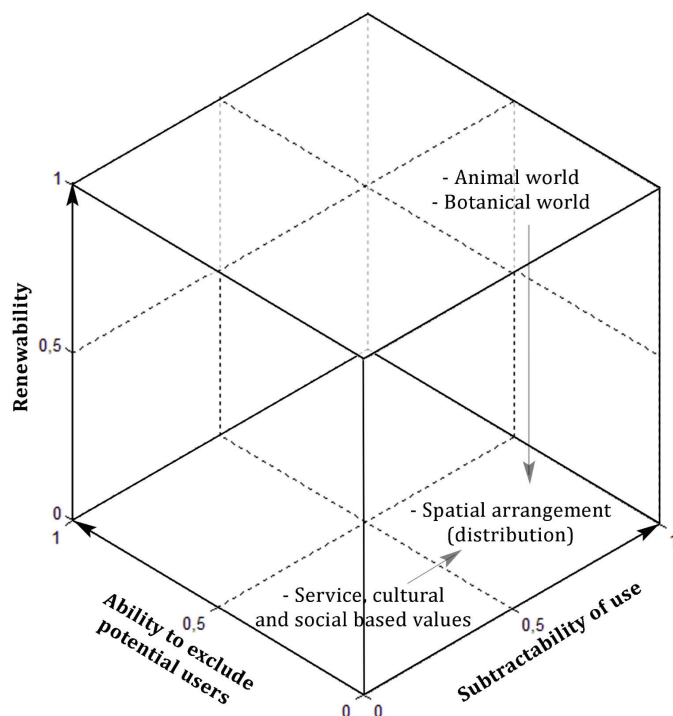 - Animal world
- Botanical world
1
Renewability
0,5
- Spatial arrangement
(distribution)
0
1
1
- Service, cultural
and social based values
Ability to exclude
potential users
0,5
0,5
Subtractability of use
0
0